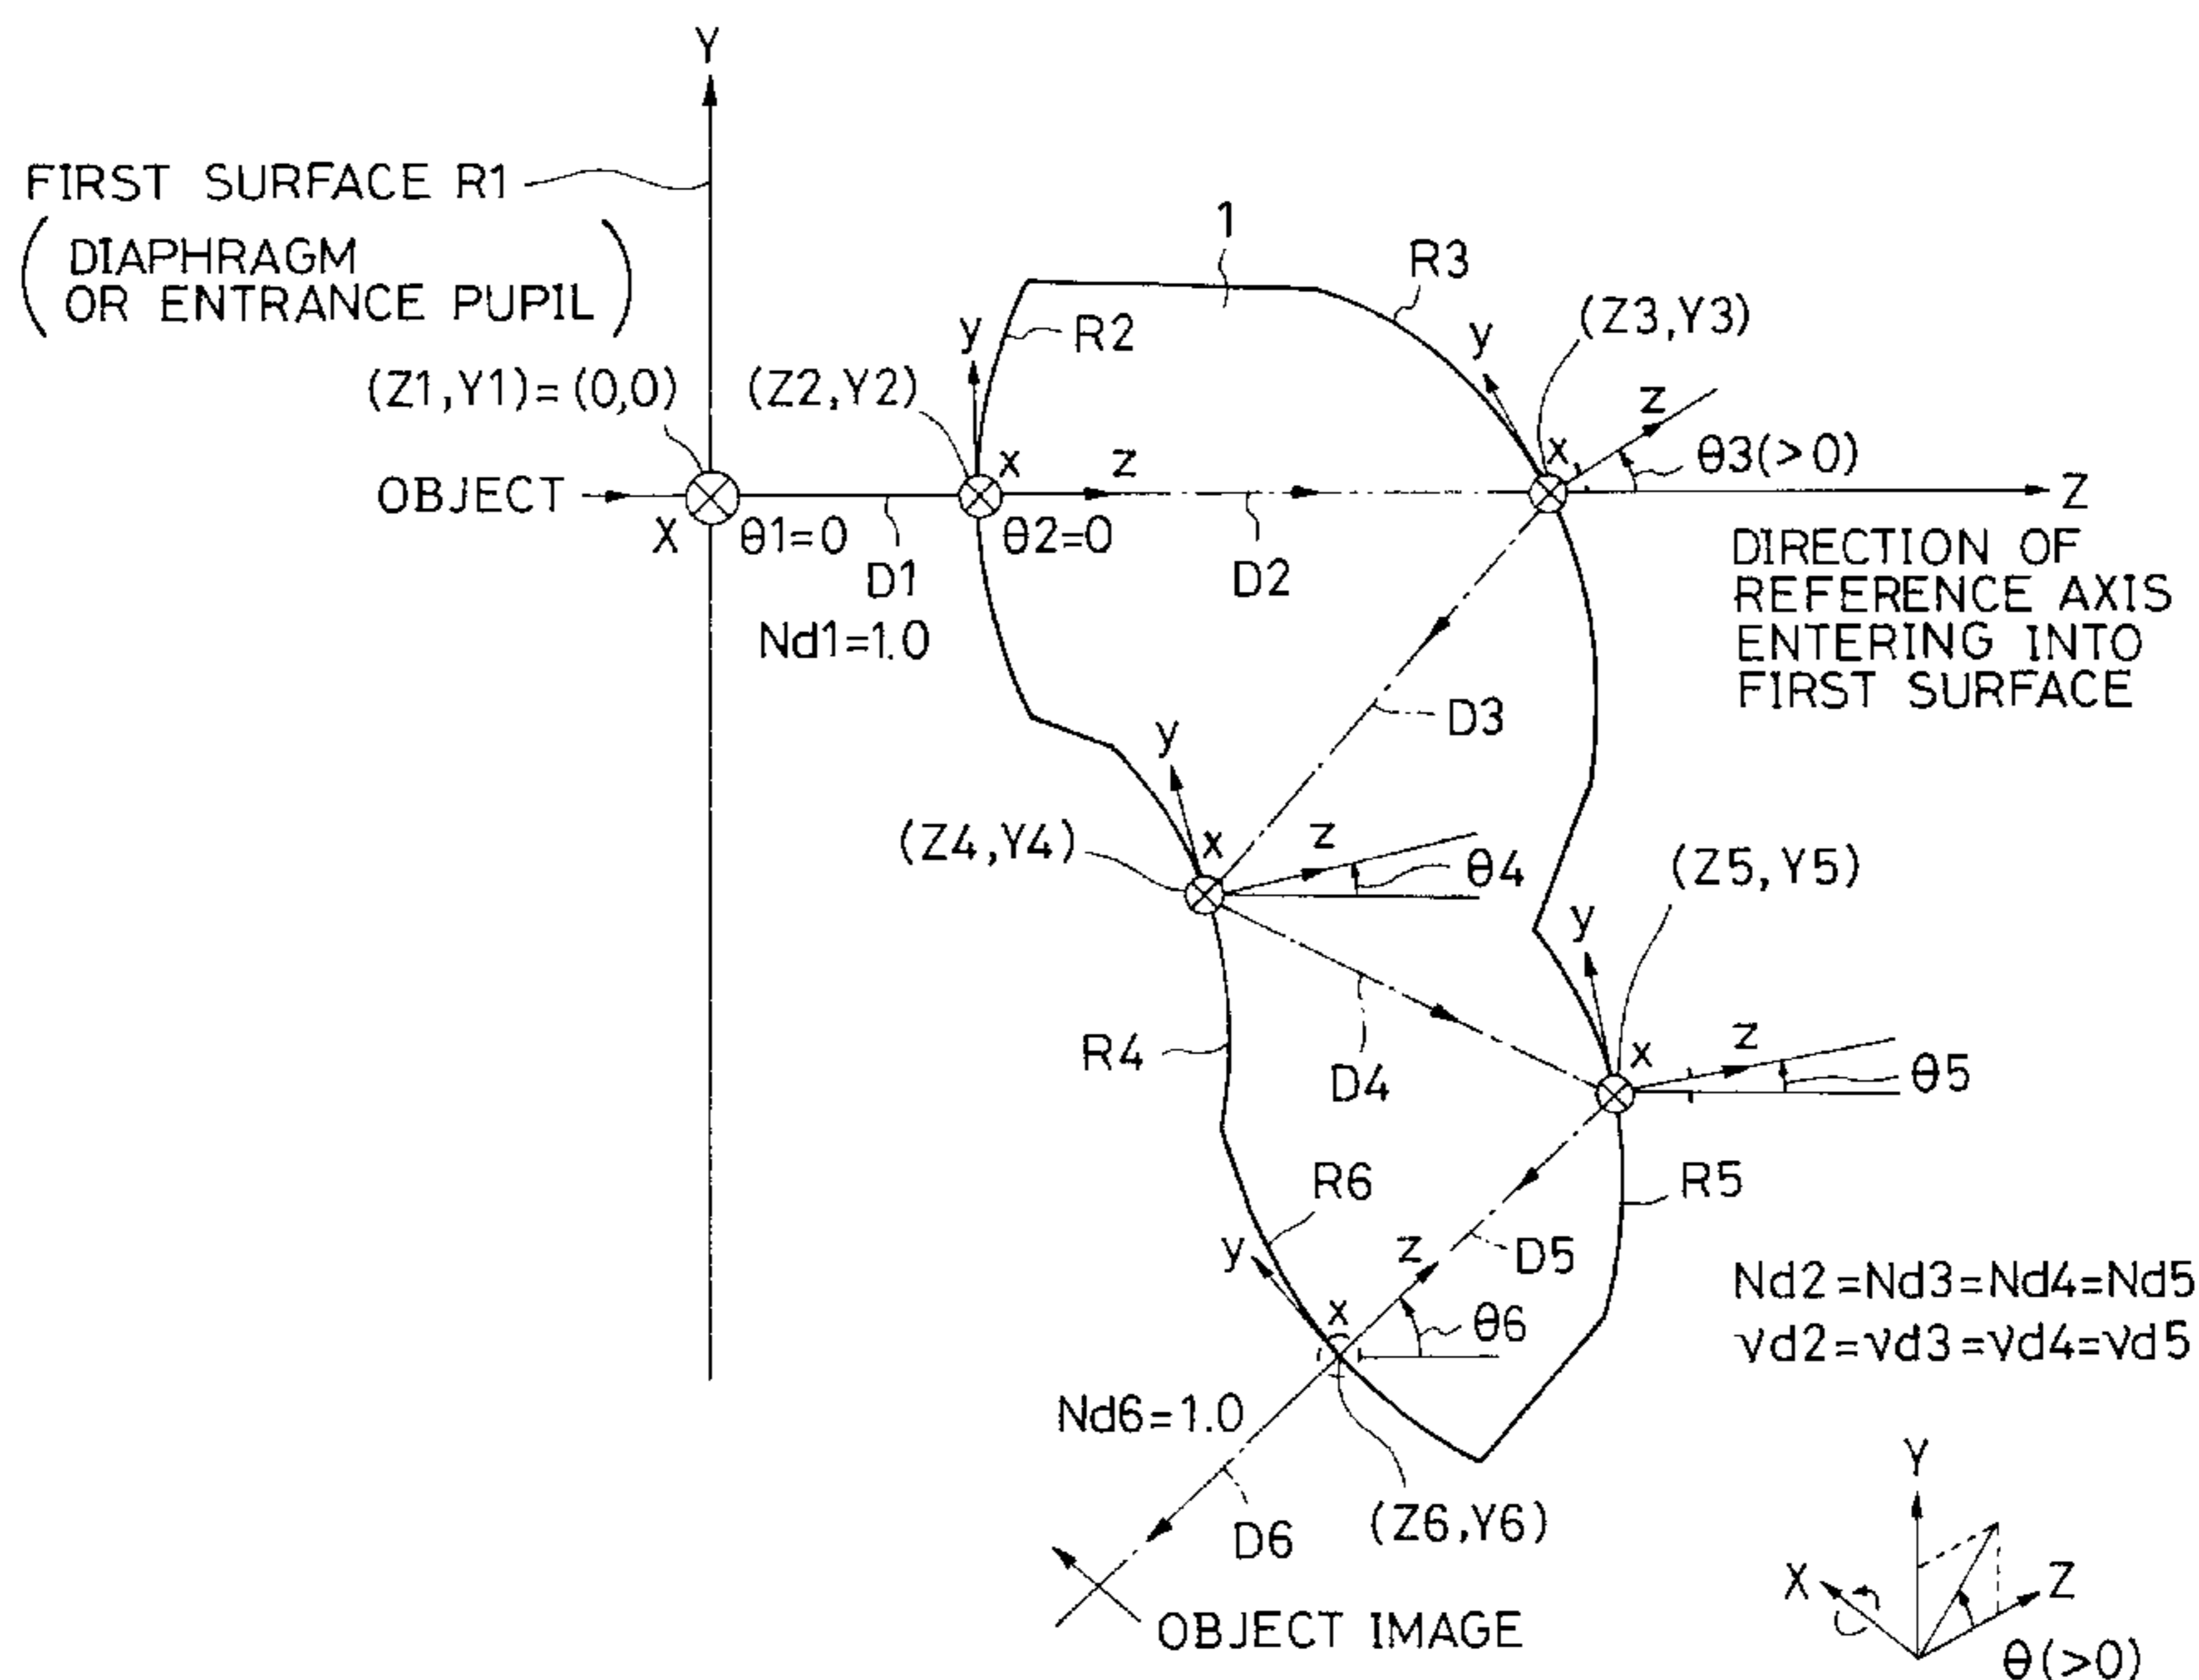 Y
FIRST SURFACE R1
(DIAPHRAGM
OR ENTRANCE PUPIL)
1
R3
(Z3,Y3)
y
R2
y
z
(Z1,Y1)=(0,0)
(Z2,Y2)
x
θ3(>0)
x
z
OBJECT
Z
X
θ1=0
θ2=0
D1
D2
DIRECTION OF
REFERENCE AXIS
ENTERING INTO
FIRST SURFACE
Nd1=1.0
D3
y
(Z4,Y4)
x
z
θ4
(Z5,Y5)
y
R4
D4
x
z
θ5
R6
R5
y
z
D5
Nd2=Nd3=Nd4=Nd5
x
θ6
νd2=νd3=νd4=νd5
Nd6=1.0
D6
(Z6,Y6)
OBJECT IMAGE
Y
X
Z
θ(>0)